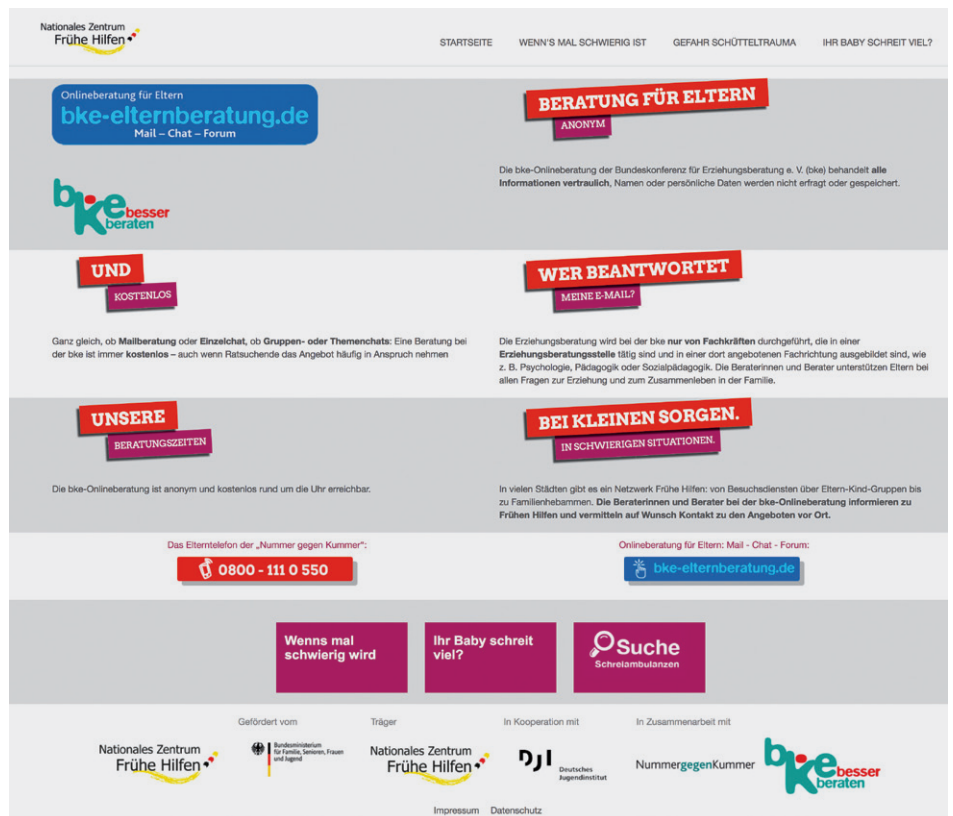 Nationales Zentrum
Frühe Hilfen
STARTSEITE WENN'S MAL SCHWIERIG IST GEFAHR SCHÜTTELTRAUMA IHR BABY SCHREIT VIEL?
Onlineberatung für Eltern
bke-elternberatung.de
Mail – Chat – Forum
bke besser
beraten
BERATUNG FÜR ELTERN
ANONYM
Die bke-Onlineberatung der Bundeskonferenz für Erziehungsberatung e. V. (bke) behandelt alle
Informationen vertraulich, Namen oder persönliche Daten werden nicht erfragt oder gespeichert.
UND
KOSTENLOS
Ganz gleich, ob Mailberatung oder Einzelchat, ob Gruppen- oder Themenchats: Eine Beratung bei
der bke ist immer kostenlos – auch wenn Ratsuchende das Angebot häufig in Anspruch nehmen
WER BEANTWORTET
MEINE E-MAIL?
Die Erziehungsberatung wird bei der bke nur von Fachkräften durchgeführt, die in einer
Erziehungsberatungsstelle tätig sind und in einer dort angebotenen Fachrichtung ausgebildet sind, wie
z. B. Psychologie, Pädagogik oder Sozialpädagogik. Die Beraterinnen und Berater unterstützen Eltern bei
allen Fragen zur Erziehung und zum Zusammenleben in der Familie.
UNSERE
BERATUNGSZEITEN
Die bke-Onlineberatung ist anonym und kostenlos rund um die Uhr erreichbar.
BEI KLEINEN SORGEN.
IN SCHWIERIGEN SITUATIONEN.
In vielen Städten gibt es ein Netzwerk Frühe Hilfen: von Besuchsdiensten über Eltern-Kind-Gruppen bis
zu Familienhebammen. Die Beraterinnen und Berater bei der bke-Onlineberatung informieren zu
Frühen Hilfen und vermitteln auf Wunsch Kontakt zu den Angeboten vor Ort.
Das Elterntelefon der „Nummer gegen Kummer“:
0800 - 111 0 550
Onlineberatung für Eltern: Mail - Chat - Forum:
bke-elternberatung.de
Wenns mal
schwierig wird
Ihr Baby schreit
viel?
Suche
Schreiambulanzen
Gefördert vom
Träger
In Kooperation mit
In Zusammenarbeit mit
Nationales Zentrum
Frühe Hilfen
Bundesministerium
für Familie, Senioren, Frauen
und Jugend
Nationales Zentrum
Frühe Hilfen
DJI
Deutsches
Jugendinstitut
NummergegenKummer
bke besser
beraten
Impressum Datenschutz